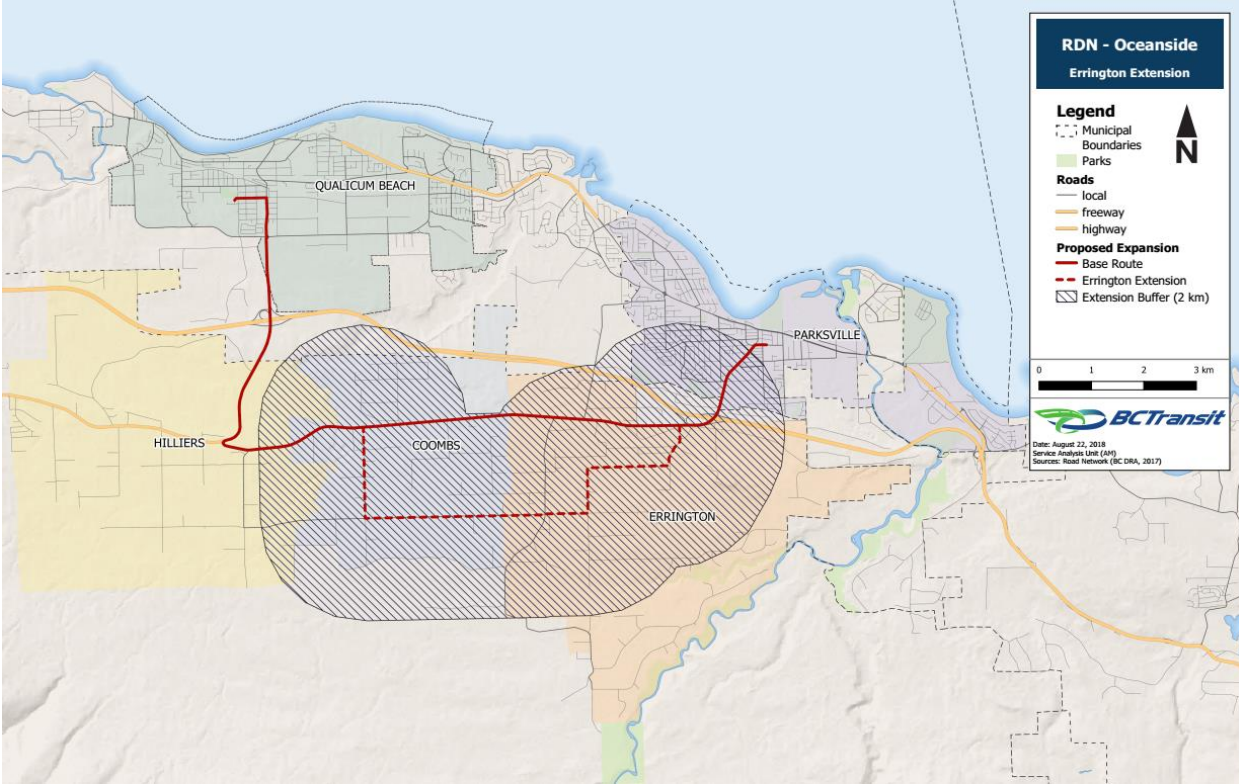 RDN - Oceanside
Errington Extension
Legend
Municipal
Boundaries
Parks
N
Roads
local
freeway
highway
Proposed Expansion
Base Route
Errington Extension
Extension Buffer (2 km)
0 1 2 3 km
BCTransit
Date: August 22, 2018
Service Analysis Unit (AM)
Sources: Road Network (BC DRA, 2017)
QUALICUM BEACH
PARKSVILLE
HILLIERS
COOMBS
ERRINGTON